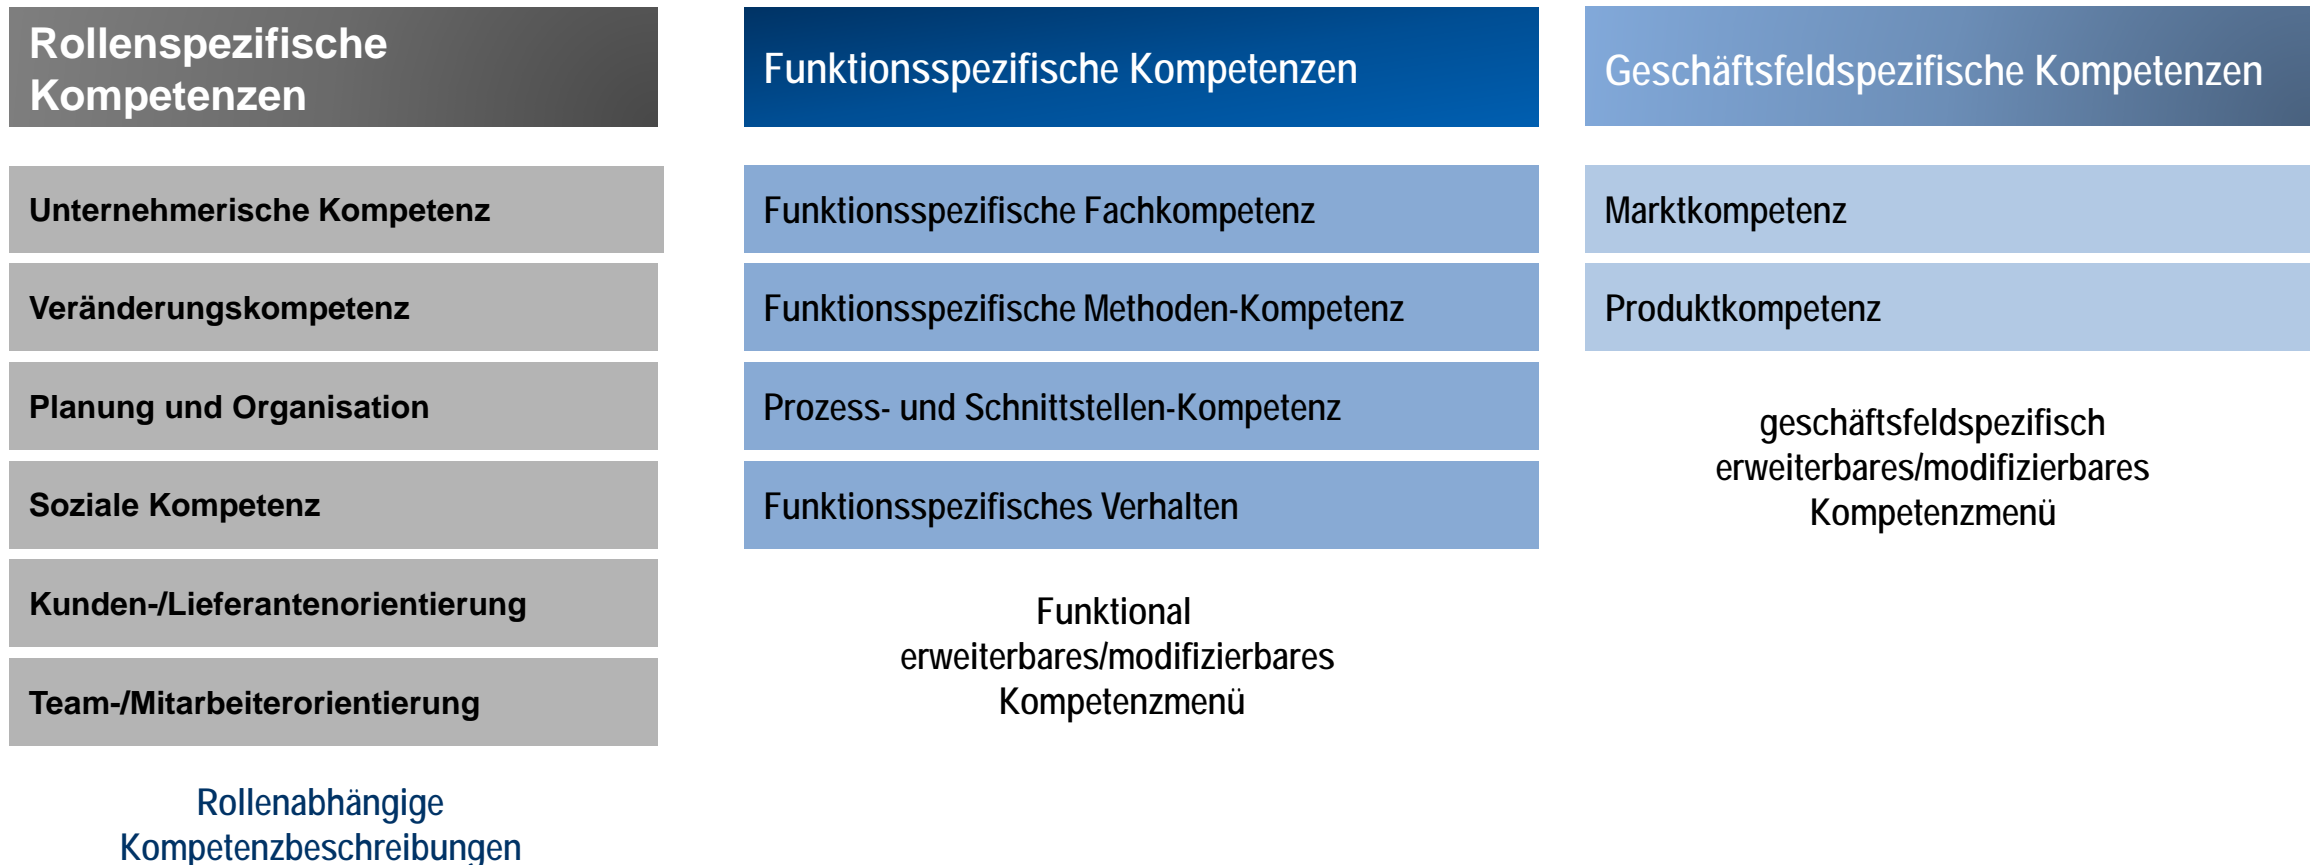 Rollenspezifische
Kompetenzen
Unternehmerische Kompetenz
Veränderungskompetenz
Planung und Organisation
Soziale Kompetenz
Kunden-/Lieferantenorientierung
Team-/Mitarbeiterorientierung
Rollenabhängige
Kompetenzbeschreibungen
Funktionsspezifische Kompetenzen
Funktionsspezifische Fachkompetenz
Funktionsspezifische Methoden-Kompetenz
Prozess- und Schnittstellen-Kompetenz
Funktionsspezifisches Verhalten
Funktional
erweiterbares/modifizierbares
Kompetenzmenü
Geschäftsfeldspezifische Kompetenzen
Marktkompetenz
Produktkompetenz
geschäftsfeldspezifisch
erweiterbares/modifizierbares
Kompetenzmenü